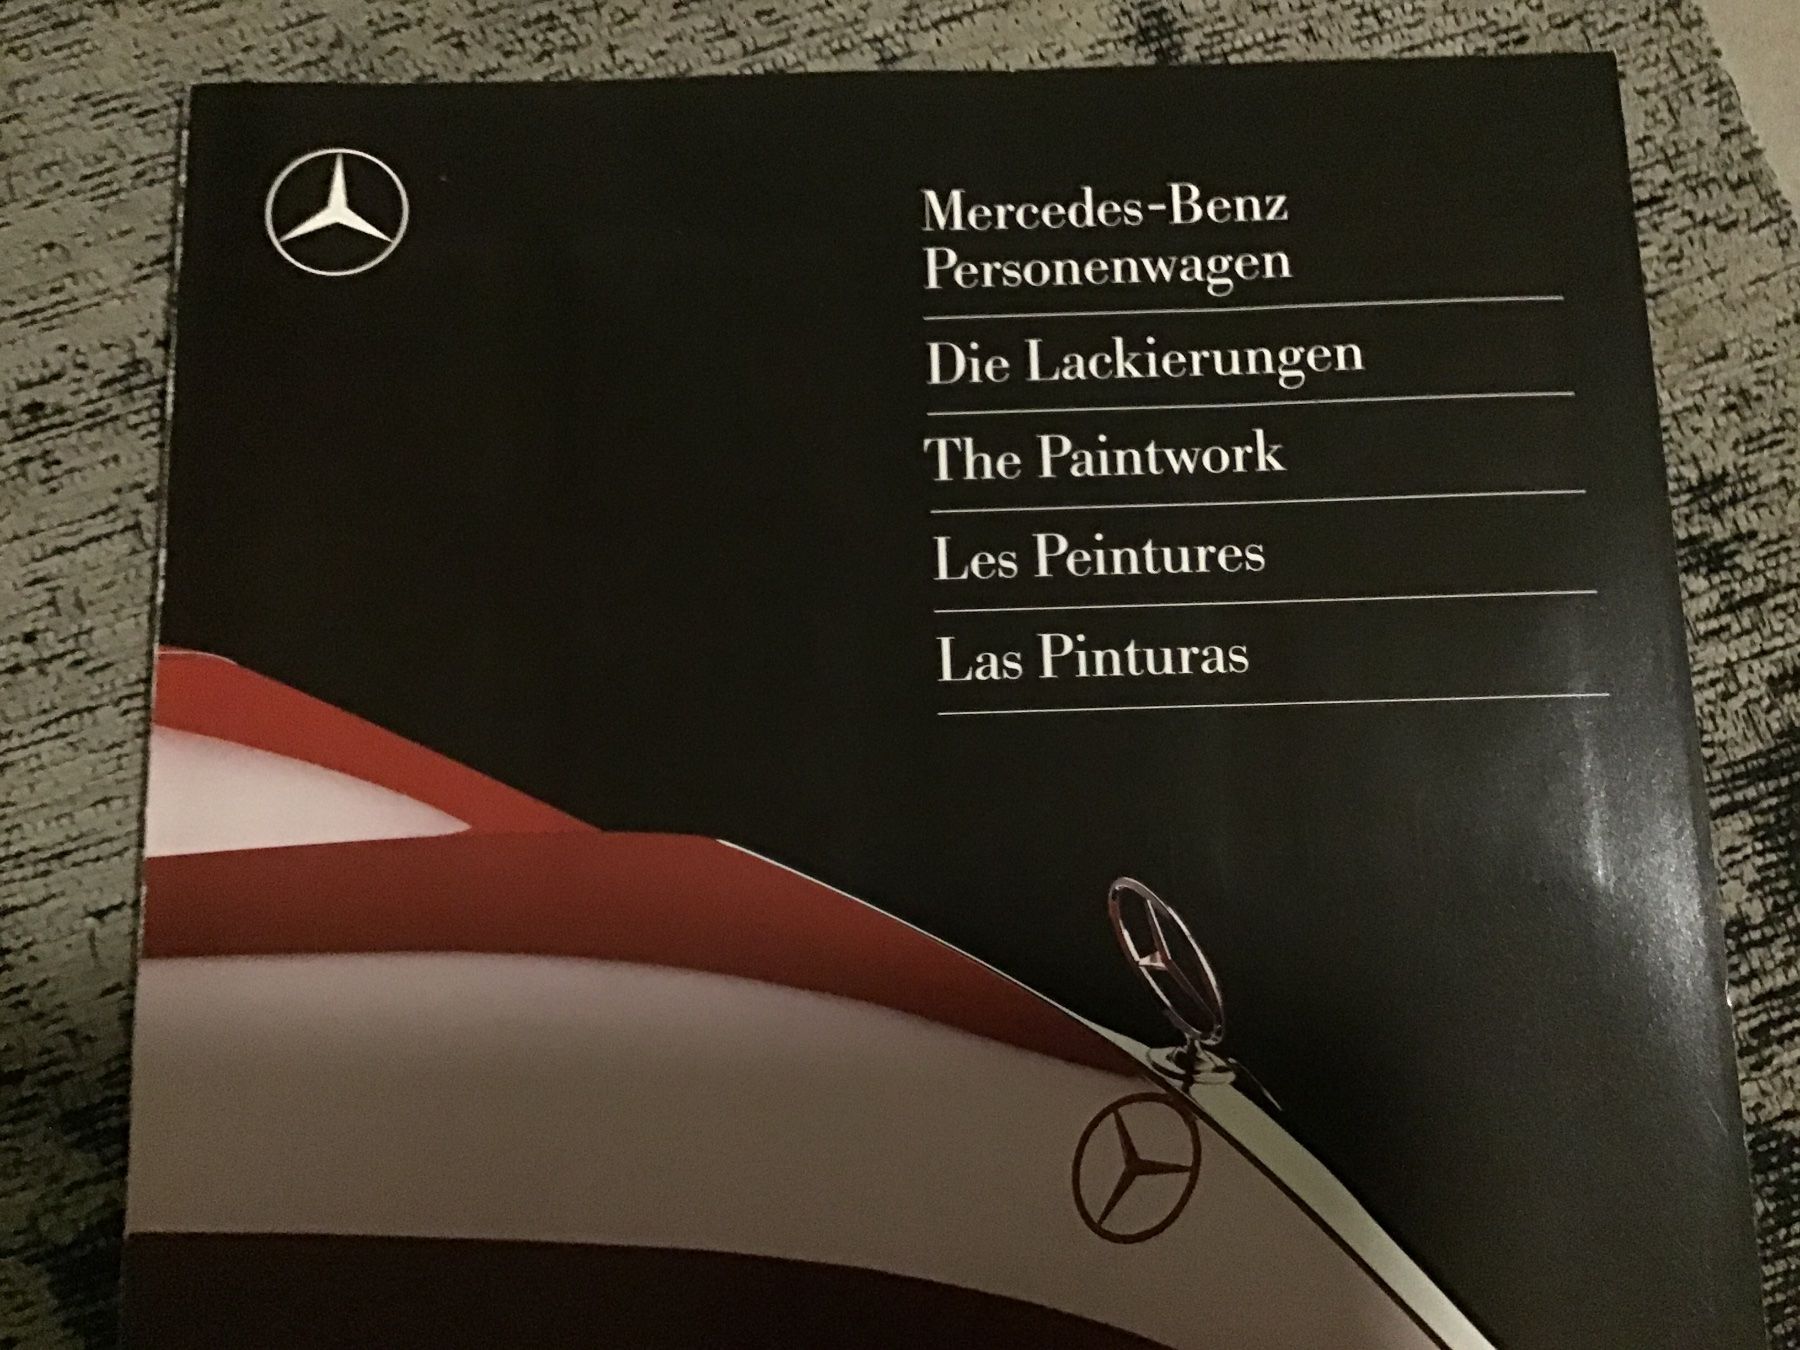 Mercedes-Benz
Personenwagen
Die Lackierungen
The Paintwork
Les Peintures
Las Pinturas